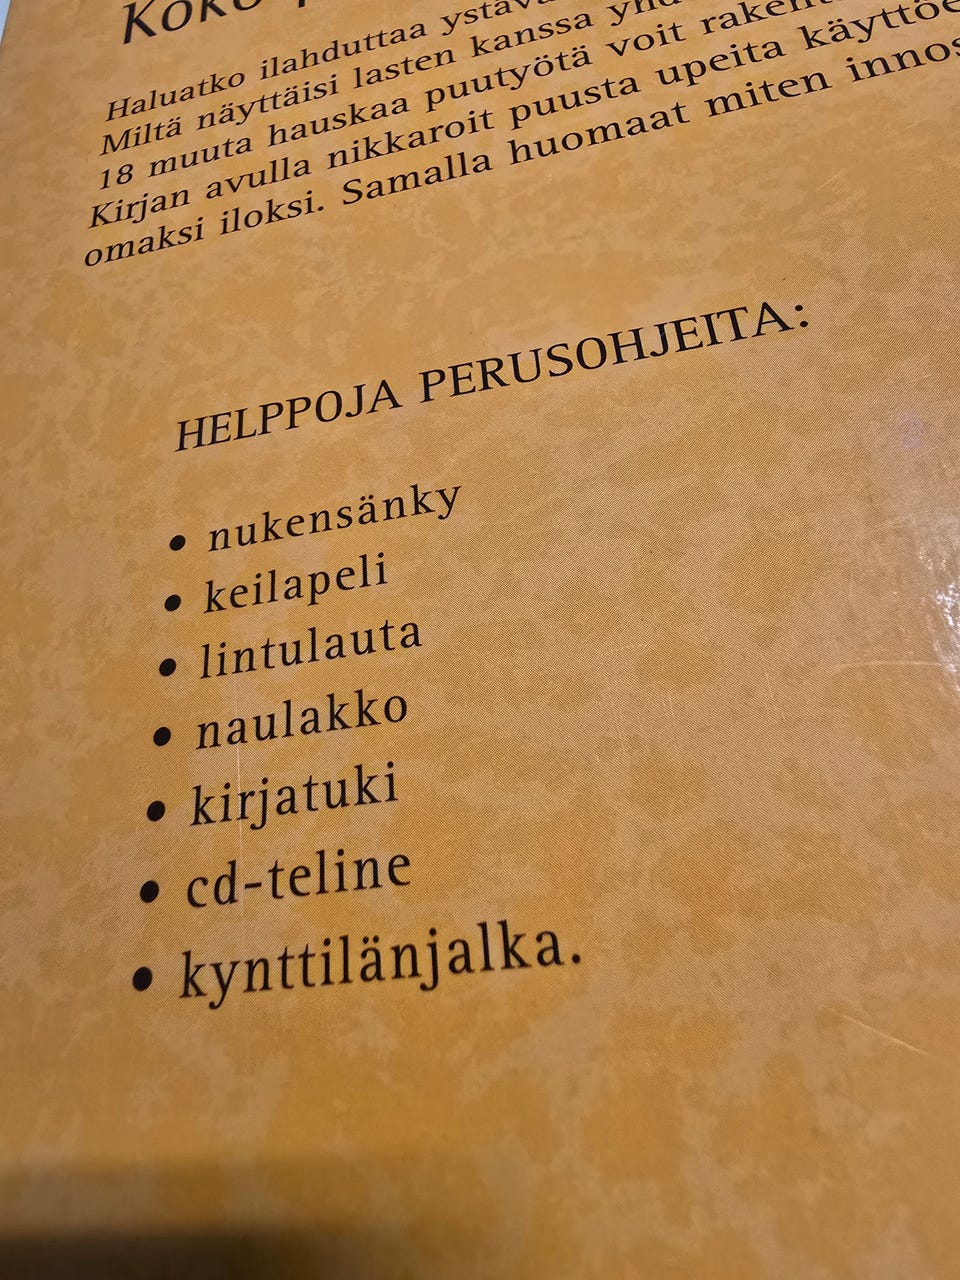 Haluatko ilahduttaa
Miltä näyttäisi lasten kanssa
18 muuta hauskaa puutyötä voit
Kirjan avulla nikkaroit puusta upeita
omaksi iloksi. Samalla huomaat miten
HELPPOJA PERUSOHJEITA:
• nukensänky
• keilapeli
• lintulauta
• naulakko
• kirjatuki
• cd-teline
• kynttilänjalka.